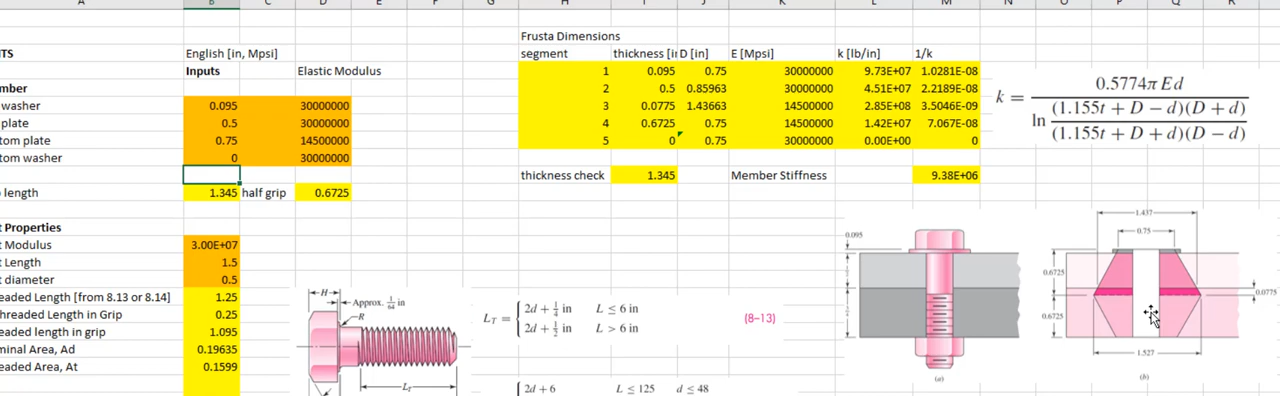 B C D E F G H I J K L M N O P Q R
Frusta Dimensions
ITS English [in, Mpsi] segment thickness [in D [in] E [Mpsi] k [lb/in] 1/k
Inputs Elastic Modulus 1 0.095 0.75 30000000 9.73E+07 1.0281E-08
mber 2 0.5 0.85963 30000000 4.51E+07 2.2189E-08
washer 0.095 30000000 3 0.0775 1.43663 14500000 2.85E+08 3.5046E-09
plate 0.5 30000000 4 0.6725 0.75 14500000 1.42E+07 7.067E-08
tom plate 0.75 14500000 5 0 0.75 30000000 0.00E+00 0
tom washer 0 30000000
k = 0.5774π Ed / ln (1.155t + D − d)(D + d) / (1.155t + D + d)(D − d)
thickness check 1.345 Member Stiffness 9.38E+06
length 1.345 half grip 0.6725
t Properties
t Modulus 3.00E+07
t Length 1.5
t diameter 0.5
eaded Length [from 8.13 or 8.14] 1.25
hreaded Length in Grip 0.25
eaded length in grip 1.095
minal Area, Ad 0.19635
eaded Area, At 0.1599
H
Approx. 1/64 in
R
LT
LT = { 2d + 1/4 in L ≤ 6 in
2d + 1/2 in L > 6 in
(8–13)
2d + 6 L ≤ 125 d ≤ 48
0.095
1/2
(a)
1.437
0.75
0.6725
0.0775
0.6725
1.527
(b)